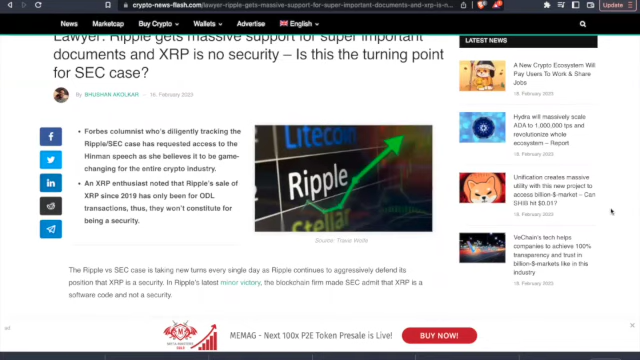 crypto-news-flash.com/lawyer-ripple-gets-massive-support-for-super-important-documents-and-xrp-is-n...
Update
News
Marketcap
Buy Crypto
Wallets
Advertise
English
Lawyer: Ripple gets massive support for super important
documents and XRP is no security – Is this the turning point
for SEC case?
By BHUSHAN AKOLKAR - 16. February 2023
Forbes columnist who's diligently tracking the
Ripple/SEC case has requested access to the
Hinman speech as she believes it to be game-
changing for the entire crypto industry.
An XRP enthusiast noted that Ripple's sale of
XRP since 2019 has only been for ODL
transactions, thus, they won't constitute for
being a security.
Litecoin
Ripple
Stellar
The Ripple vs SEC case is taking new turns every single day as Ripple continues to aggressively defend its
position that XRP is a security. In Ripple's latest minor victory, the blockchain firm made SEC admit that XRP is a
software code and not a security.
LATEST NEWS
A New Crypto Ecosystem Will
Pay Users To Work & Share
Jobs
18. February 2023
Hydra will massively scale
ADA to 1,000,000 tps and
revolutionize whole
ecosystem – Report
18. February 2023
Unification creates massive
utility with this new project to
access billion-$-market – Can
SHIB hit $0.01?
18. February 2023
VeChain's tech helps
companies to achieve 100%
transparency and trust in
billion-$-markets like in this
industry
18. February 2023
ad
MEMAG - Next 100x P2E Token Presale is Live!
BUY NOW!